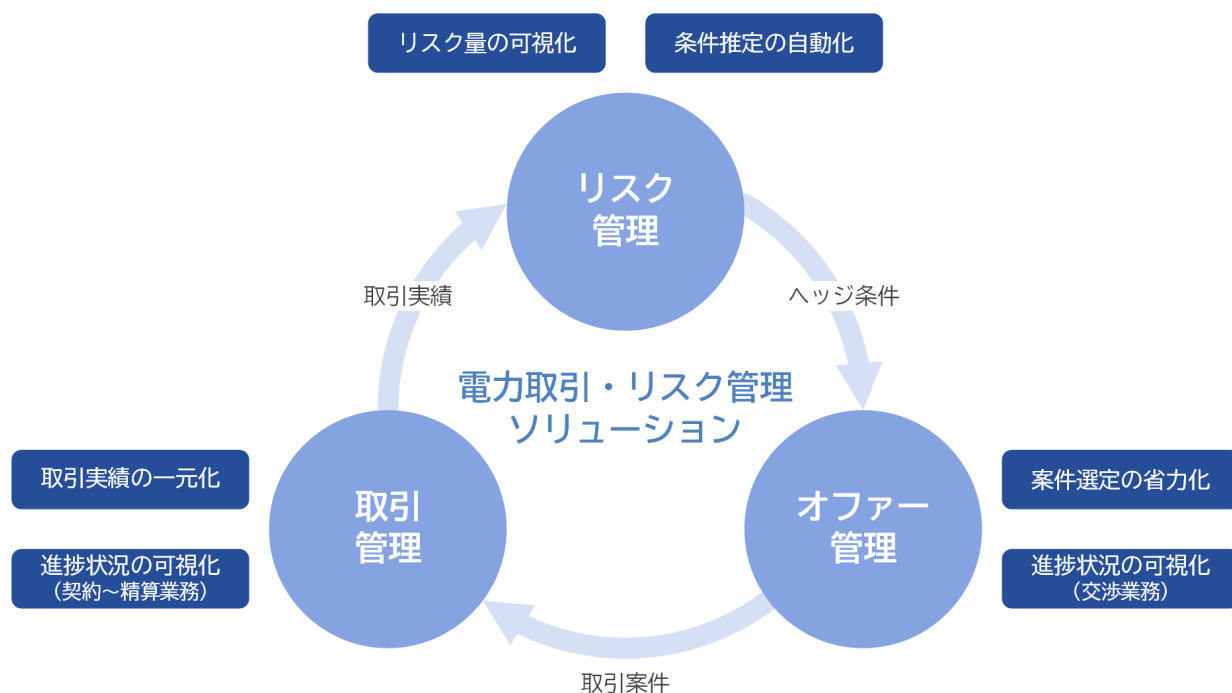 リスク量の可視化
条件推定の自動化
リスク
管理
取引実績
ヘッジ条件
電力取引・リスク管理
ソリューション
取引実績の一元化
進捗状況の可視化
（契約～精算業務）
取引
管理
オファー
管理
案件選定の省力化
進捗状況の可視化
（交渉業務）
取引案件